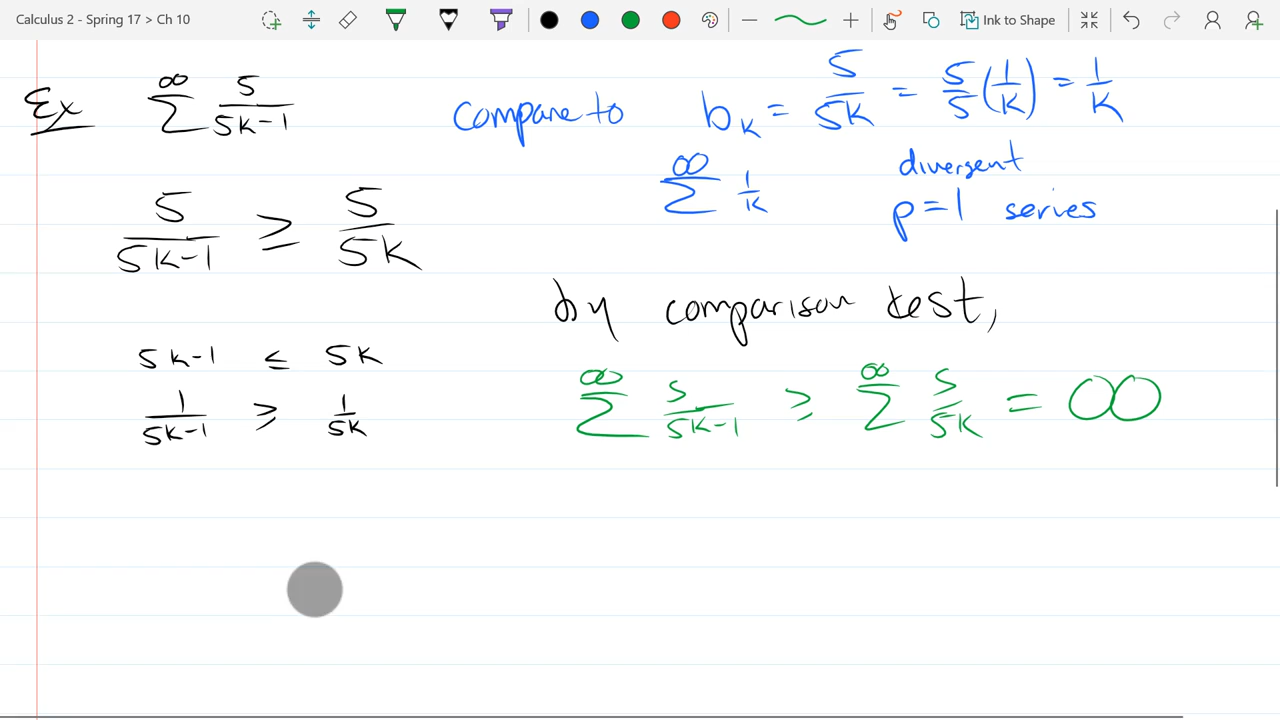 Calculus 2 - Spring 17 > Ch 10
Ink to Shape
Ex ∑^∞ 5/(5k-1) compare to b_k = 5/5k = 5/5 (1/k) = 1/k
∑^∞ 1/k divergent
p=1 series
5/(5k-1) ≥ 5/5k
by comparison test,
5k-1 ≤ 5k
1/(5k-1) ≥ 1/5k
∑^∞ 5/(5k-1) ≥ ∑^∞ 5/5k = ∞